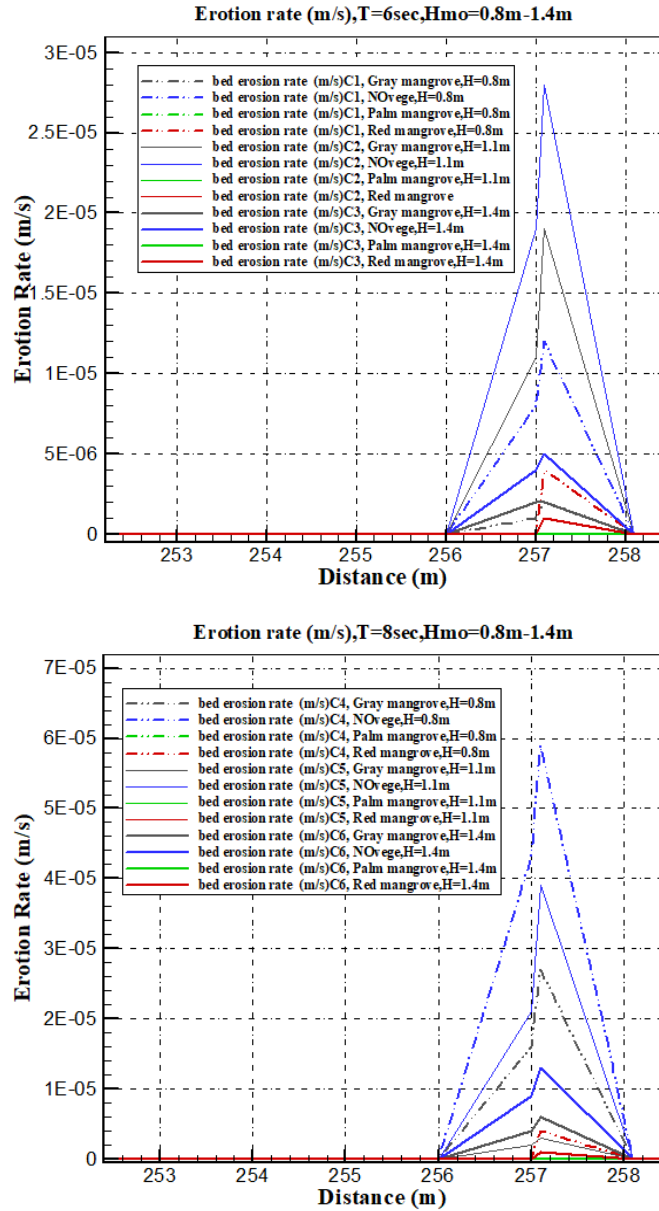 Erotion rate (m/s),T=6sec,Hmo=0.8m-1.4m
3E-05
2.5E-05
2E-05
1.5E-05
1E-05
5E-06
0
Erotion Rate (m/s)
bed erosion rate (m/s)C1, Gray mangrove,H=0.8m
bed erosion rate (m/s)C1, NOvege,H=0.8m
bed erosion rate (m/s)C1, Palm mangrove,H=0.8m
bed erosion rate (m/s)C1, Red mangrove,H=0.8m
bed erosion rate (m/s)C2, Gray mangrove,H=1.1m
bed erosion rate (m/s)C2, NOvege,H=1.1m
bed erosion rate (m/s)C2, Palm mangrove,H=1.1m
bed erosion rate (m/s)C2, Red mangrove
bed erosion rate (m/s)C3, Gray mangrove,H=1.4m
bed erosion rate (m/s)C3, NOvege,H=1.4m
bed erosion rate (m/s)C3, Palm mangrove,H=1.4m
bed erosion rate (m/s)C3, Red mangrove,H=1.4m
253 254 255 256 257 258
Distance (m)
Erotion rate (m/s),T=8sec,Hmo=0.8m-1.4m
7E-05
6E-05
5E-05
4E-05
3E-05
2E-05
1E-05
0
Erotion Rate (m/s)
bed erosion rate (m/s)C4, Gray mangrove,H=0.8m
bed erosion rate (m/s)C4, NOvege,H=0.8m
bed erosion rate (m/s)C4, Palm mangrove,H=0.8m
bed erosion rate (m/s)C4, Red mangrove,H=0.8m
bed erosion rate (m/s)C5, Gray mangrove,H=1.1m
bed erosion rate (m/s)C5, NOvege,H=1.1m
bed erosion rate (m/s)C5, Palm mangrove,H=1.1m
bed erosion rate (m/s)C5, Red mangrove,H=1.1m
bed erosion rate (m/s)C6, Gray mangrove,H=1.4m
bed erosion rate (m/s)C6, NOvege,H=1.4m
bed erosion rate (m/s)C6, Palm mangrove,H=1.4m
bed erosion rate (m/s)C6, Red mangrove,H=1.4m
253 254 255 256 257 258
Distance (m)